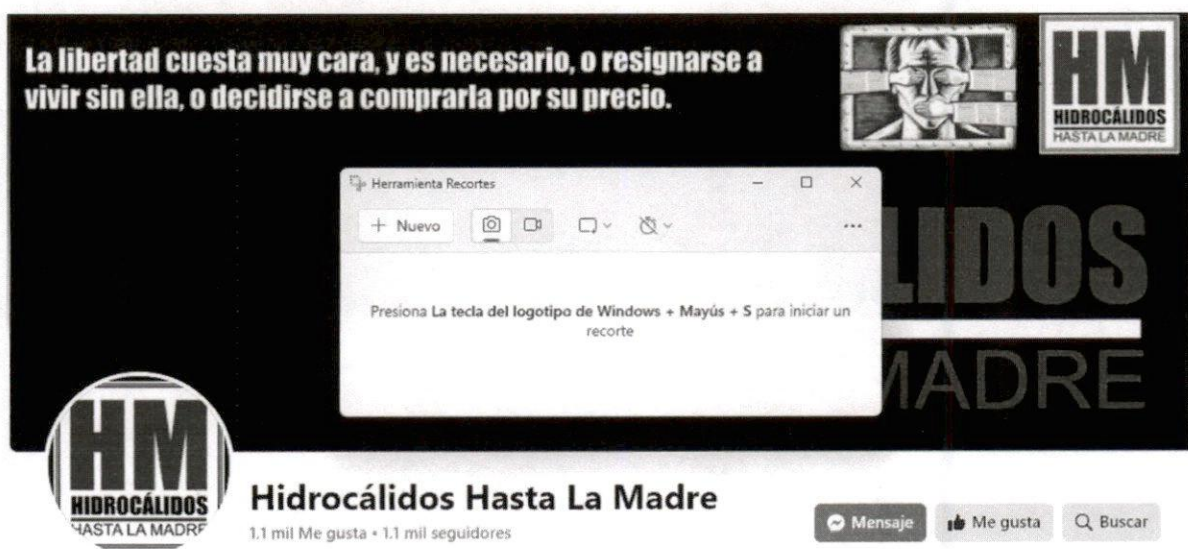 La libertad cuesta muy cara, y es necesario, o resignarse a
vivir sin ella, o decidirse a comprarla por su precio.
HM
HIDROCÁLIDOS
HASTA LA MADRE
Herramienta Recortes
+ Nuevo
...
Presiona La tecla del logotipo de Windows + Mayús + S para iniciar un
recorte
LIDOS
MADRE
HM
HIDROCÁLIDOS
HASTA LA MADRE
Hidrocálidos Hasta La Madre
1.1 mil Me gusta • 1.1 mil seguidores
Mensaje
Me gusta
Buscar